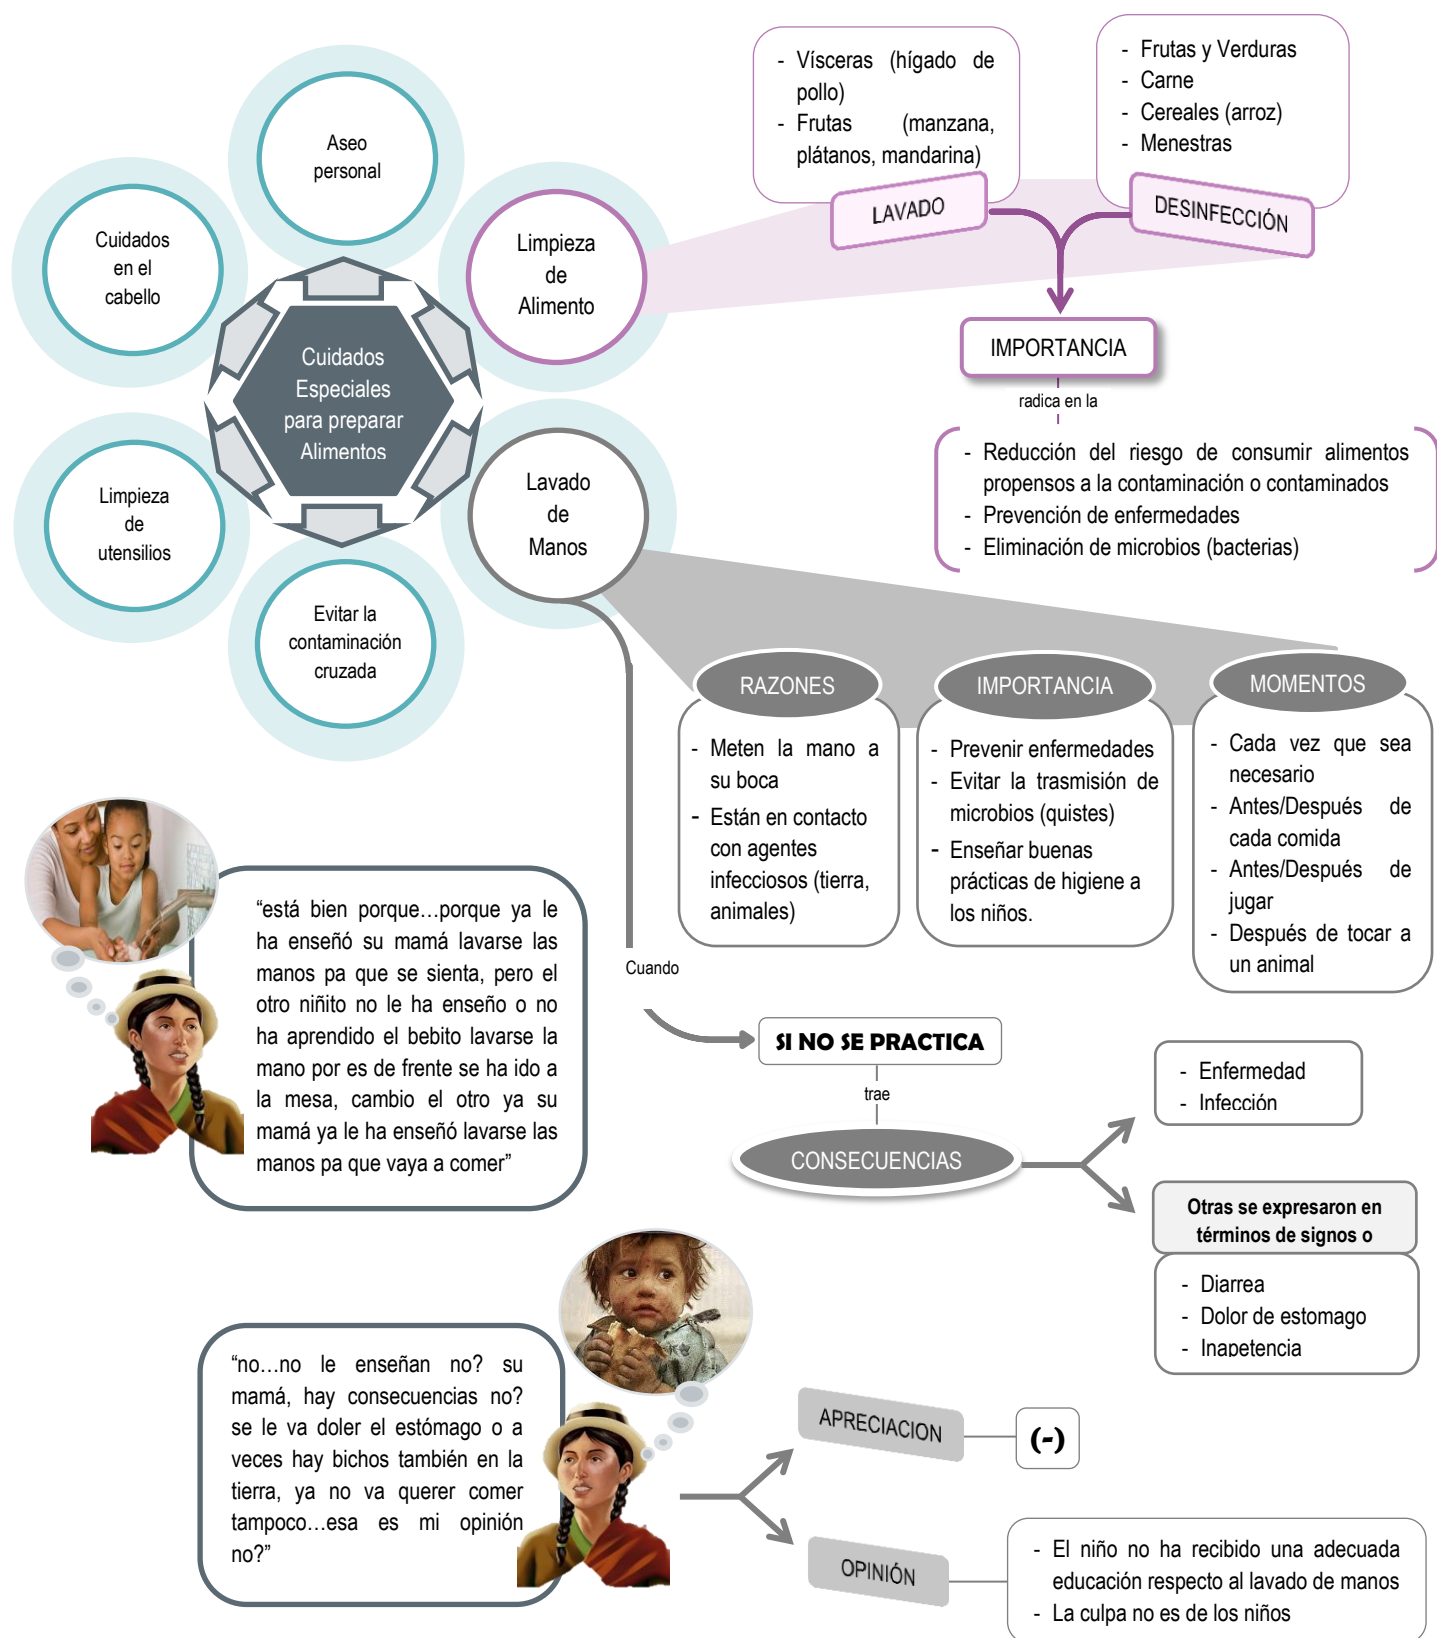 Aseo
personal
Cuidados
en el
cabello
Limpieza
de
Alimento
Cuidados
Especiales
para preparar
Alimentos
Limpieza
de
utensilios
Lavado
de
Manos
Evitar la
contaminación
cruzada
- Vísceras (hígado de
pollo)
- Frutas (manzana,
plátanos, mandarina)
LAVADO
- Frutas y Verduras
- Carne
- Cereales (arroz)
- Menestras
DESINFECCIÓN
IMPORTANCIA
radica en la
- Reducción del riesgo de consumir alimentos
propensos a la contaminación o contaminados
- Prevención de enfermedades
- Eliminación de microbios (bacterias)
RAZONES
- Meten la mano a
su boca
- Están en contacto
con agentes
infecciosos (tierra,
animales)
IMPORTANCIA
- Prevenir enfermedades
- Evitar la trasmisión de
microbios (quistes)
- Enseñar buenas
prácticas de higiene a
los niños.
MOMENTOS
- Cada vez que sea
necesario
- Antes/Después de
cada comida
- Antes/Después de
jugar
- Después de tocar a
un animal
“está bien porque…porque ya le
ha enseñó su mamá lavarse las
manos pa que se sienta, pero el
otro niñito no le ha enseño o no
ha aprendido el bebito lavarse la
mano por es de frente se ha ido a
la mesa, cambio el otro ya su
mamá ya le ha enseñó lavarse las
manos pa que vaya a comer”
Cuando
SI NO SE PRACTICA
trae
CONSECUENCIAS
- Enfermedad
- Infección
Otras se expresaron en
términos de signos o
- Diarrea
- Dolor de estomago
- Inapetencia
“no…no le enseñan no? su
mamá, hay consecuencias no?
se le va doler el estómago o a
veces hay bichos también en la
tierra, ya no va querer comer
tampoco…esa es mi opinión
no?”
APRECIACION
(-)
OPINIÓN
- El niño no ha recibido una adecuada
educación respecto al lavado de manos
- La culpa no es de los niños